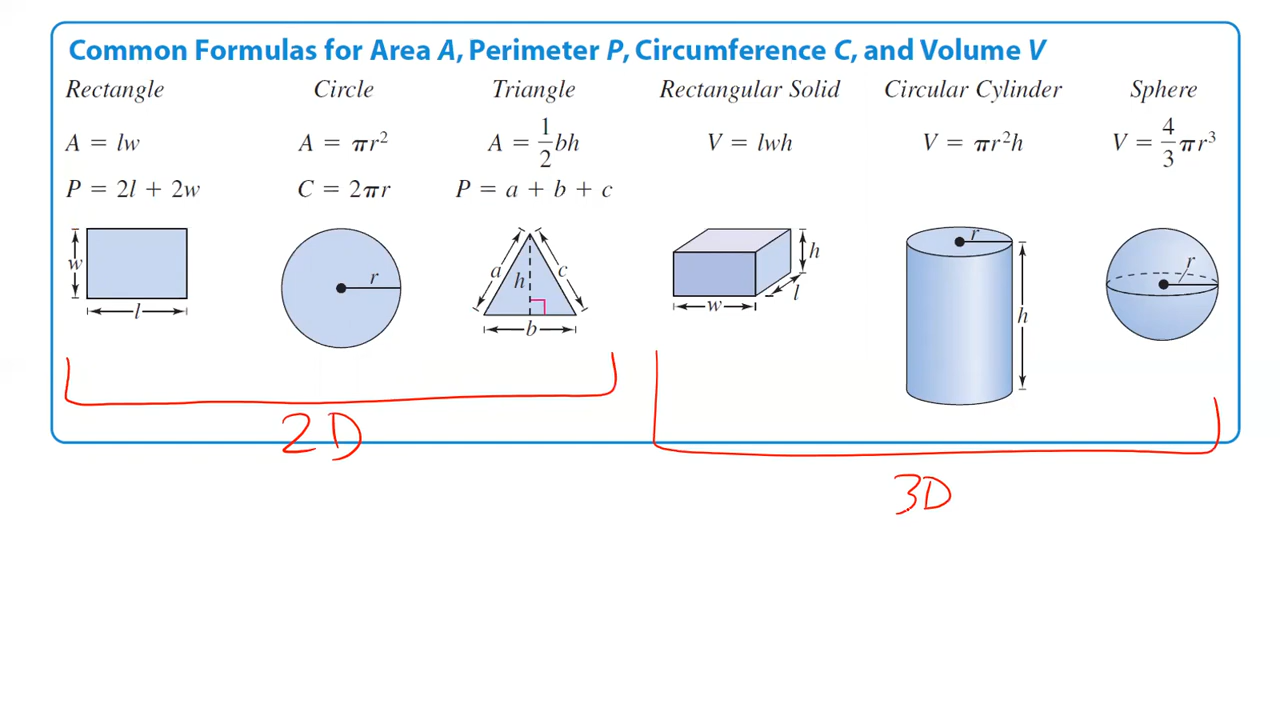 Common Formulas for Area A, Perimeter P, Circumference C, and Volume V
Rectangle Circle Triangle Rectangular Solid Circular Cylinder Sphere
A = lw A = πr² A = 1/2 bh V = lwh V = πr²h V = 4/3 πr³
P = 2l + 2w C = 2πr P = a + b + c
w
l
r
a h c
b
h
l
w
r
h
r
2D
3D